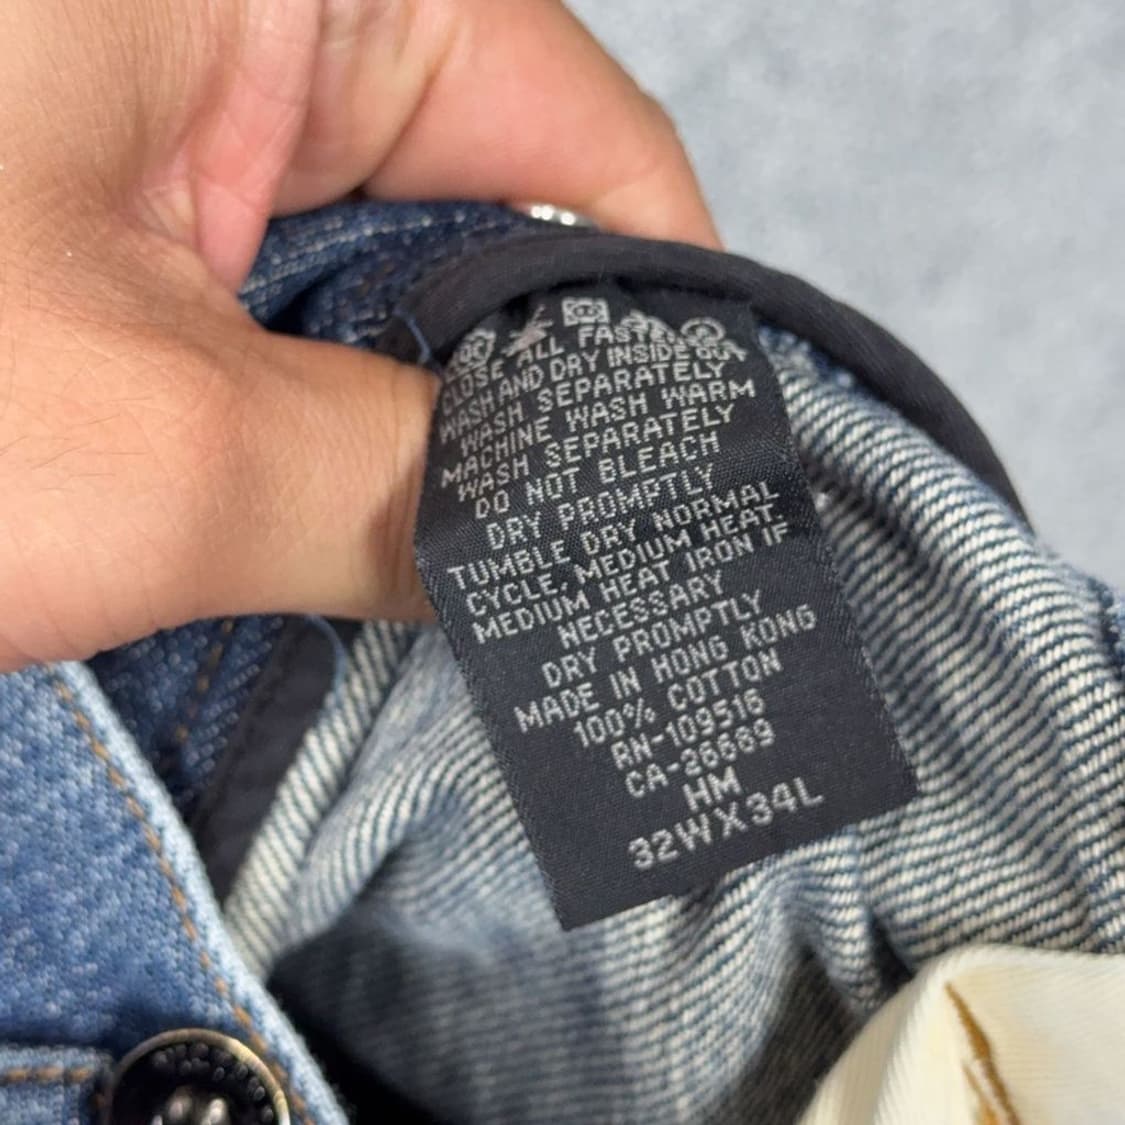 CLOSE ALL FASTE
WASH AND DRY INSIDE OUT
WASH SEPARATELY
MACHINE WASH WARM
WASH SEPARATELY
DO NOT BLEACH
DRY PROMPTLY
TUMBLE DRY NORMAL
CYCLE, MEDIUM HEAT
MEDIUM HEAT IRON IF
NECESSARY
DRY PROMPTLY
MADE IN HONG KONG
100% COTTON
RN-109516
CA-26669
HM
32WX34L